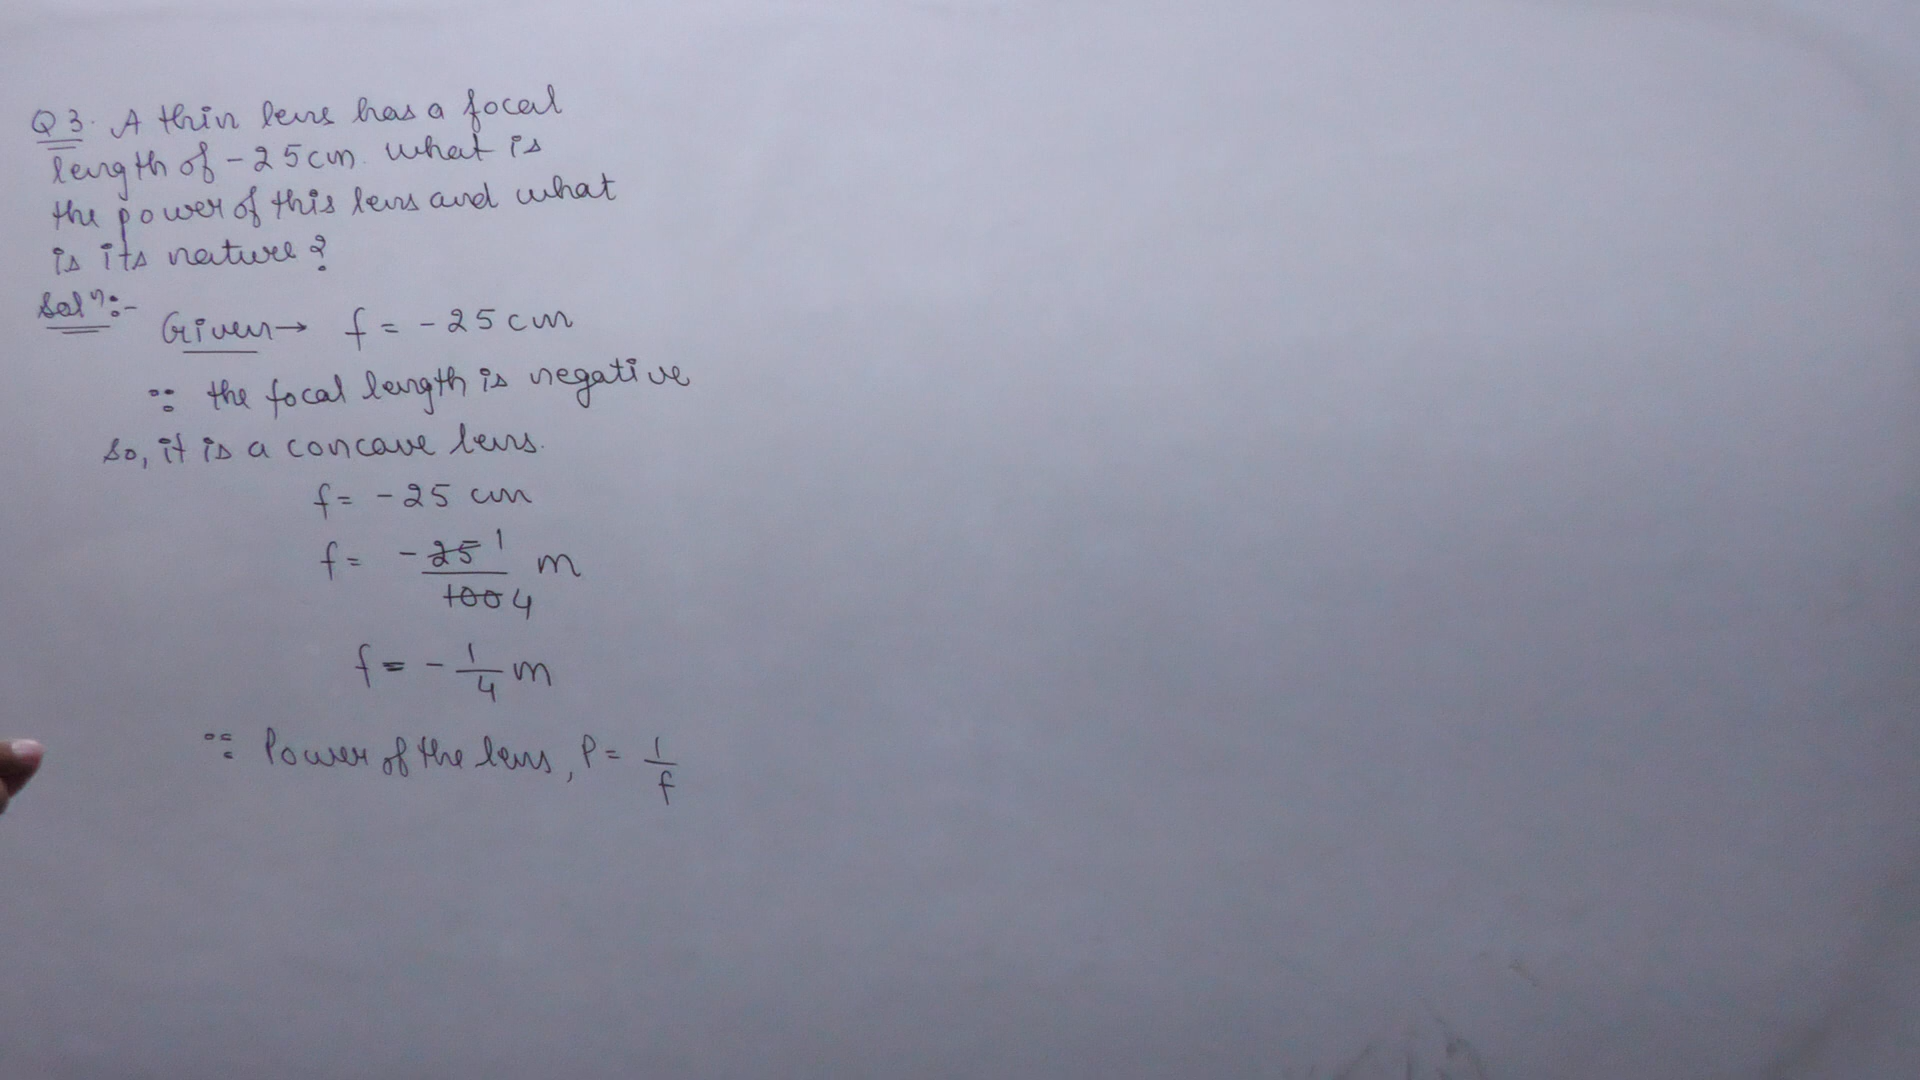 Q3. A thin lens has a focal
length of -25cm. What is
the power of this lens and what
is its nature?
Solⁿ:-
Given→ f = -25 cm
∵ the focal length is negative
so, it is a concave lens.
f= -25 cm
f= -25 1 / 100 4 m
f= - 1/4 m
∵ Power of the lens, P= 1/f